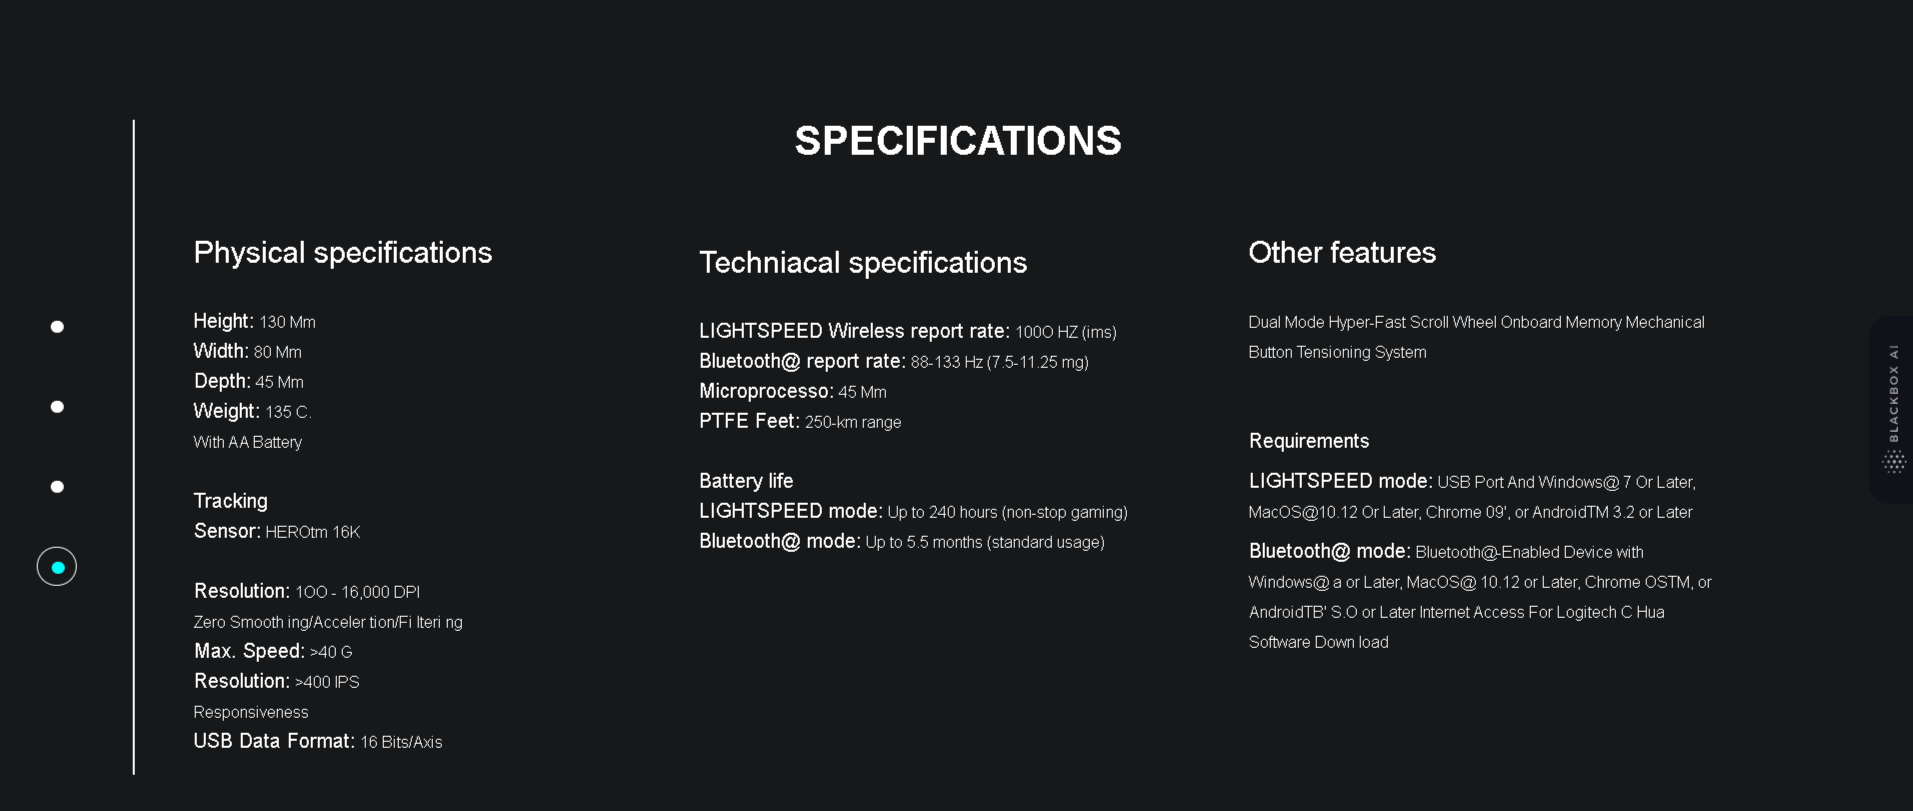 SPECIFICATIONS
Physical specifications
Height: 130 Mm
Width: 80 Mm
Depth: 45 Mm
Weight: 135 C.
With AA Battery
Tracking
Sensor: HEROtm 16K
Resolution: 1OO - 16,000 DPI
Zero Smooth ing/Acceler tion/Fi lteri ng
Max. Speed: >40 G
Resolution: >400 IPS
Responsiveness
USB Data Format: 16 Bits/Axis
Techniacal specifications
LIGHTSPEED Wireless report rate: 100O HZ (ims)
Bluetooth@ report rate: 88-133 Hz (7.5-11.25 mg)
Microprocesso: 45 Mm
PTFE Feet: 250-km range
Battery life
LIGHTSPEED mode: Up to 240 hours (non-stop gaming)
Bluetooth@ mode: Up to 5.5 months (standard usage)
Other features
Dual Mode Hyper-Fast Scroll Wheel Onboard Memory Mechanical
Button Tensioning System
Requirements
LIGHTSPEED mode: USB Port And Windows@ 7 Or Later,
MacOS@10.12 Or Later, Chrome 09', or AndroidTM 3.2 or Later
Bluetooth@ mode: Bluetooth@-Enabled Device with
Windows@ a or Later, MacOS@ 10.12 or Later, Chrome OSTM, or
AndroidTB' S.O or Later Internet Access For Logitech C Hua
Software Down load
BLACKBOX AI